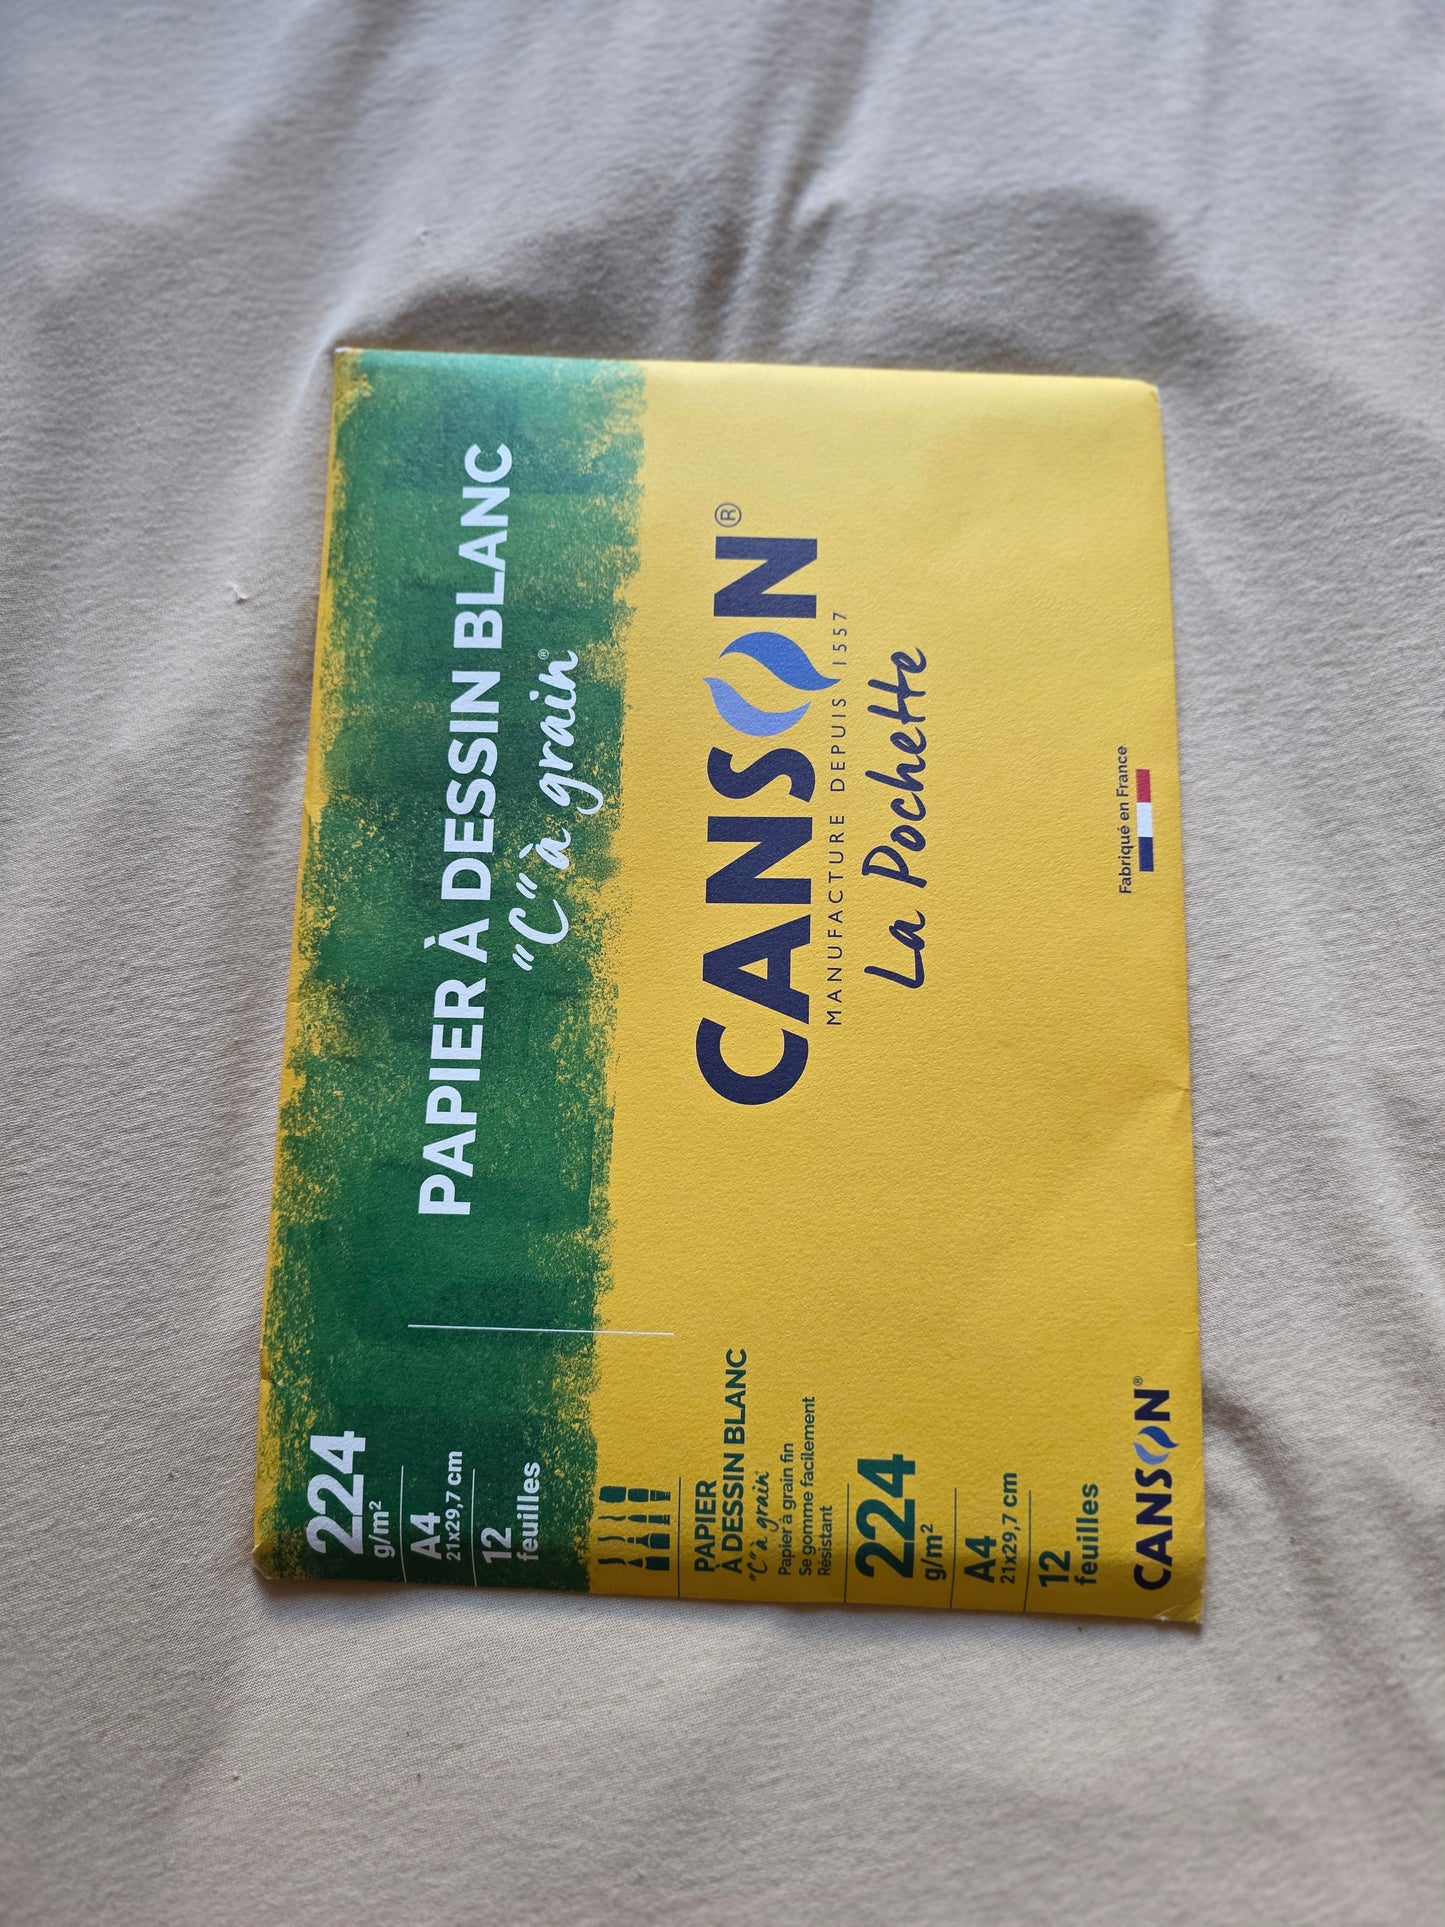 224
g/m²
A4
21x29,7 cm
12
feuilles
PAPIER À DESSIN BLANC
"C" à grain®
CANSON®
MANUFACTURE DEPUIS 1557
La Pochette
Fabriqué en France
PAPIER
À DESSIN BLANC
"C" à grain®
Papier à grain fin
Se gomme facilement
Résistant
224
g/m²
A4
21x29,7 cm
12
feuilles
CANSON®